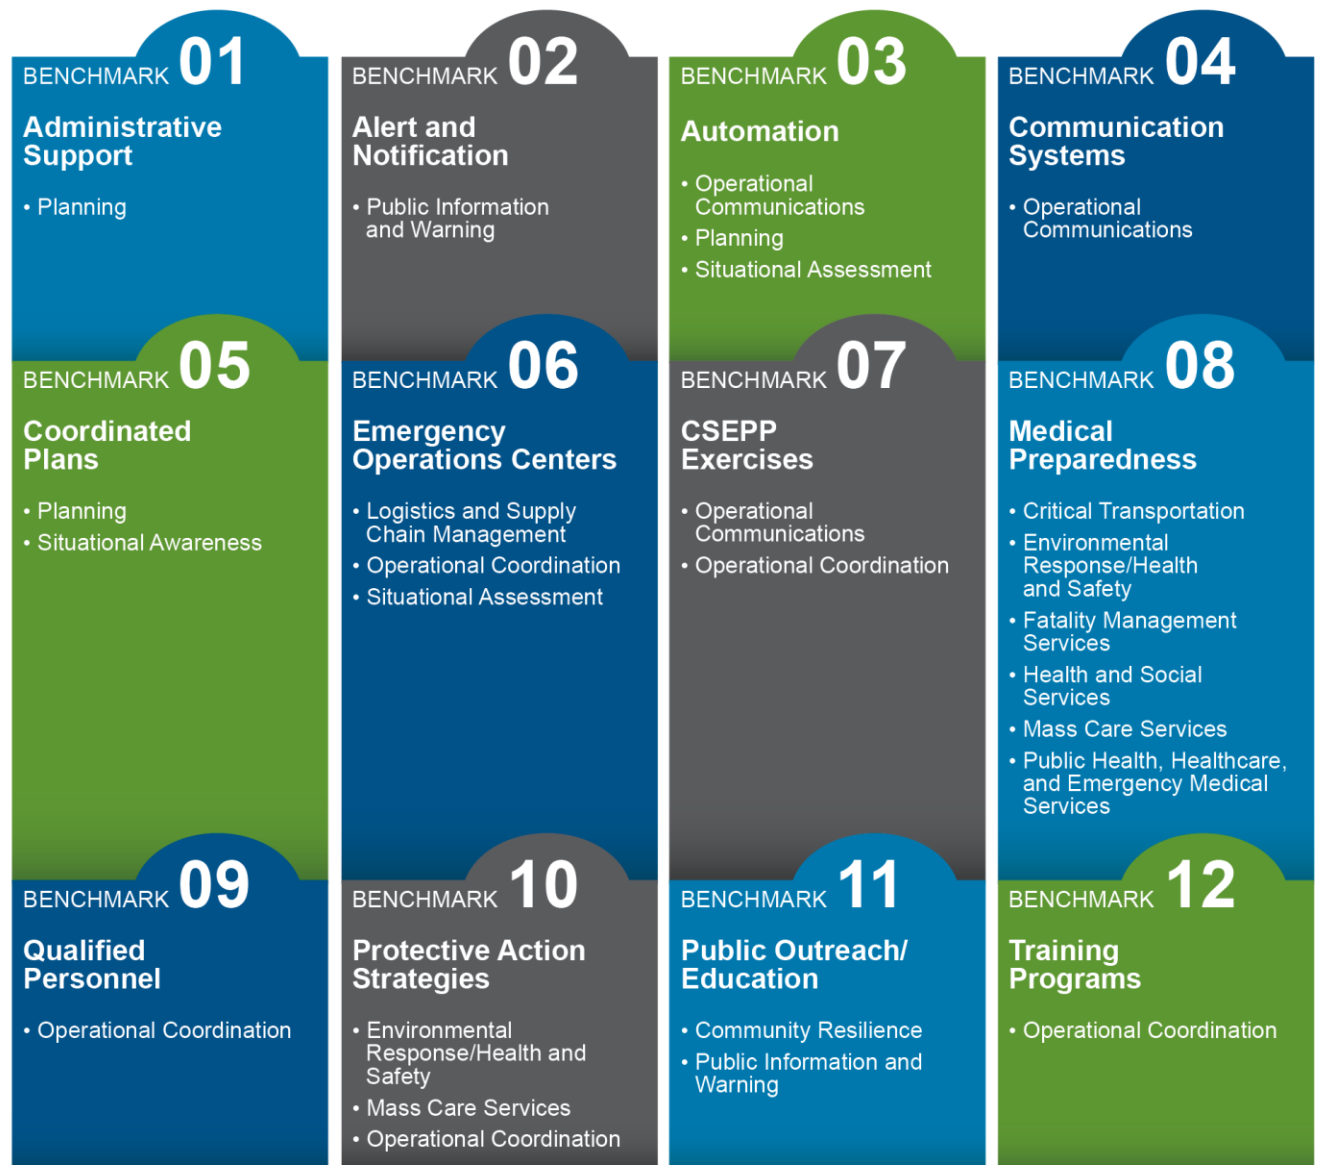 BENCHMARK 01
Administrative
Support
• Planning
BENCHMARK 02
Alert and
Notification
• Public Information
and Warning
BENCHMARK 03
Automation
• Operational
Communications
• Planning
• Situational Assessment
BENCHMARK 04
Communication
Systems
• Operational
Communications
BENCHMARK 05
Coordinated
Plans
• Planning
• Situational Awareness
BENCHMARK 06
Emergency
Operations Centers
• Logistics and Supply
Chain Management
• Operational Coordination
• Situational Assessment
BENCHMARK 07
CSEPP
Exercises
• Operational
Communications
• Operational Coordination
BENCHMARK 08
Medical
Preparedness
• Critical Transportation
• Environmental
Response/Health
and Safety
• Fatality Management
Services
• Health and Social
Services
• Mass Care Services
• Public Health, Healthcare,
and Emergency Medical
Services
BENCHMARK 09
Qualified
Personnel
• Operational Coordination
BENCHMARK 10
Protective Action
Strategies
• Environmental
Response/Health and
Safety
• Mass Care Services
• Operational Coordination
BENCHMARK 11
Public Outreach/
Education
• Community Resilience
• Public Information and
Warning
BENCHMARK 12
Training
Programs
• Operational Coordination